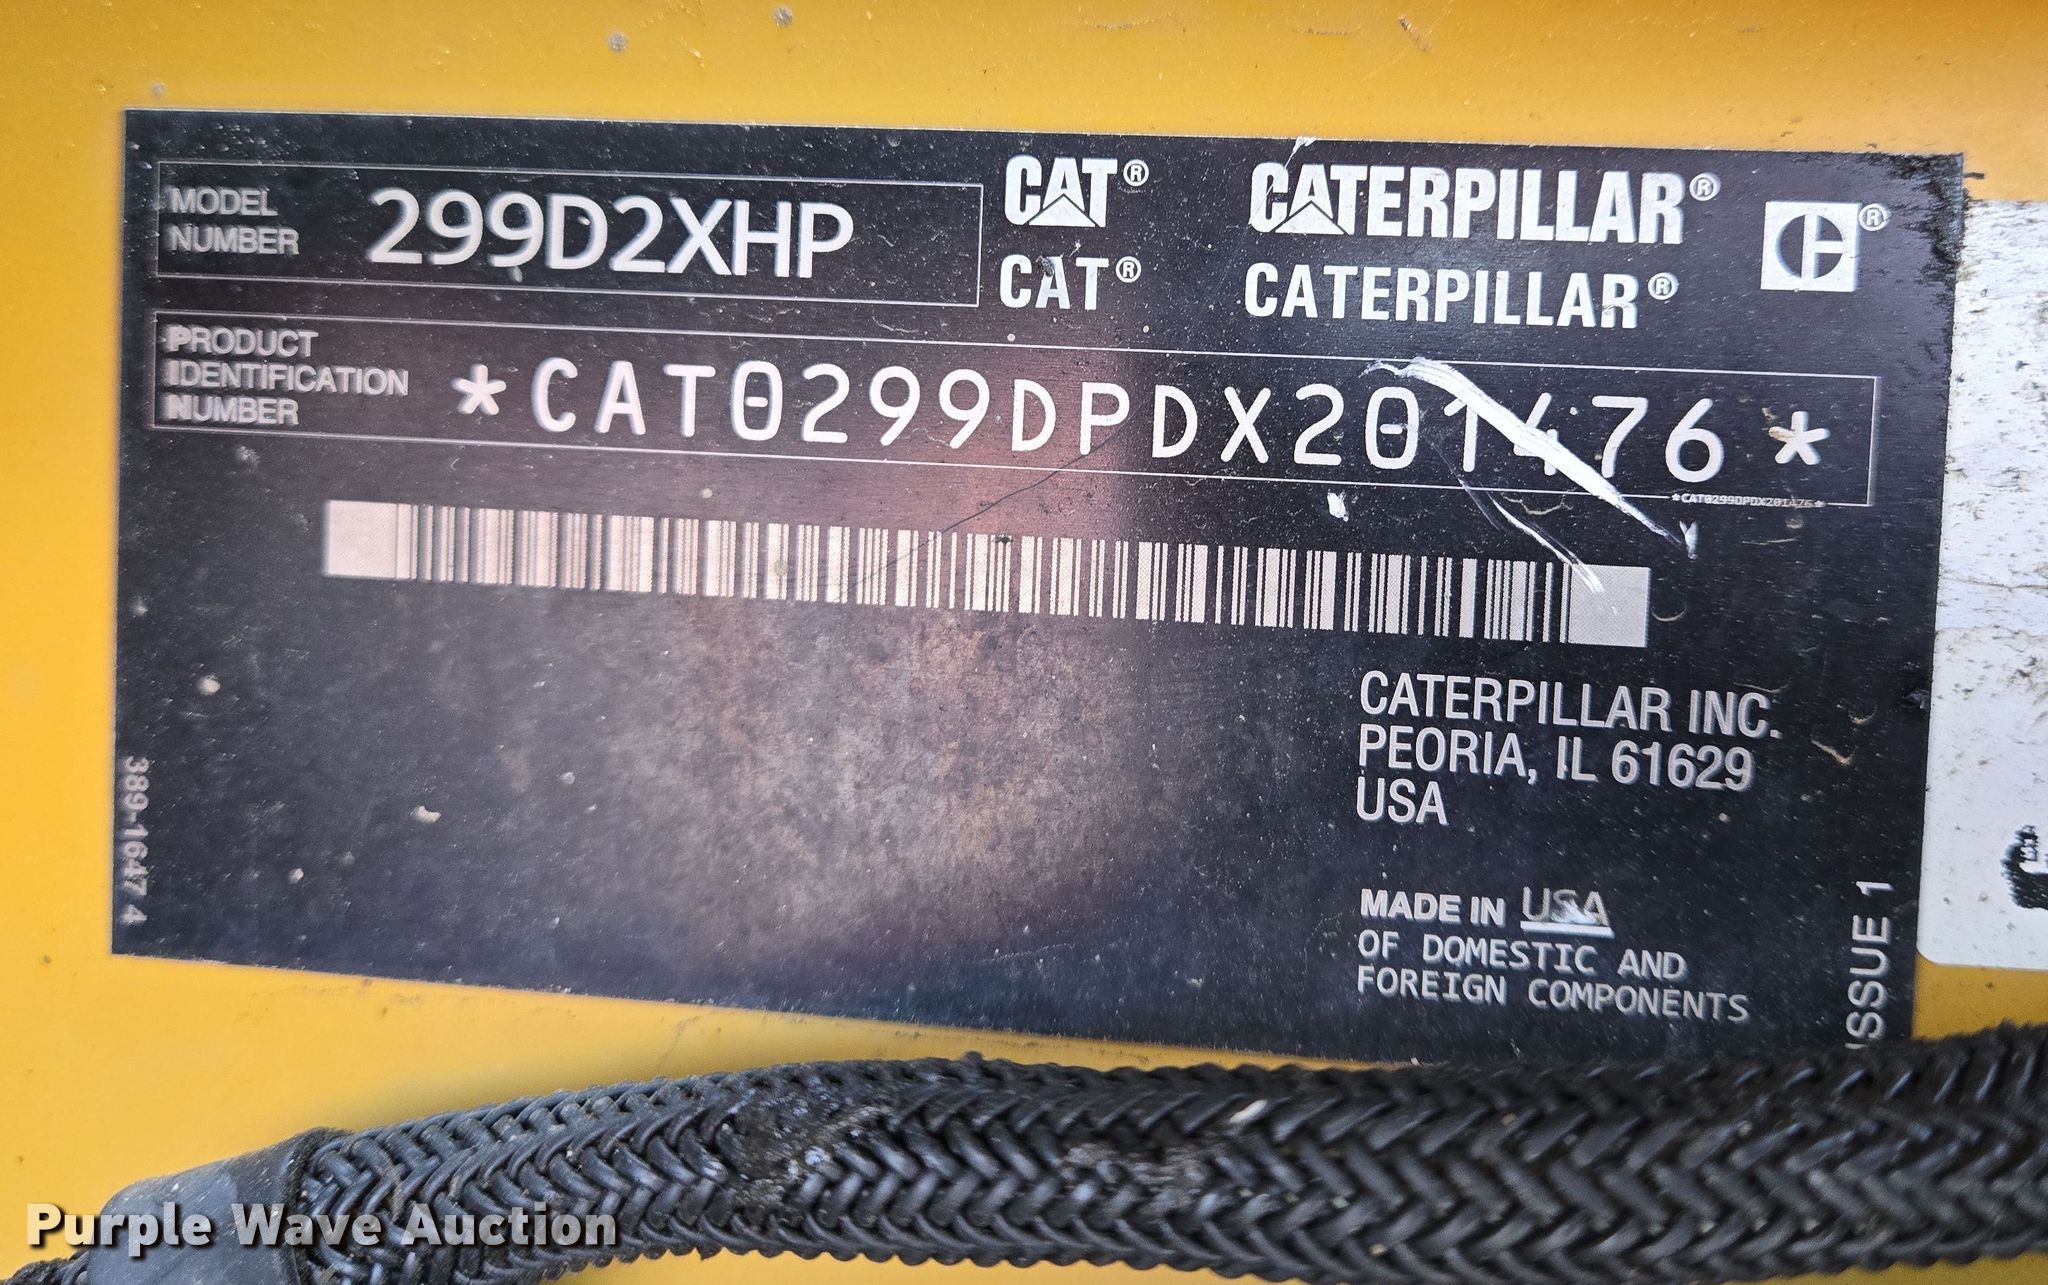 MODEL
NUMBER
299D2XHP
CAT®
CATERPILLAR®
®
CAT®
CATERPILLAR®
PRODUCT
IDENTIFICATION
NUMBER
*CAT0299DPDX201476*
*CAT0299DPDX201476*
CATERPILLAR INC.
PEORIA, IL 61629
USA
389-1647 4
MADE IN USA
OF DOMESTIC AND
FOREIGN COMPONENTS
ISSUE 1
Purple Wave Auction